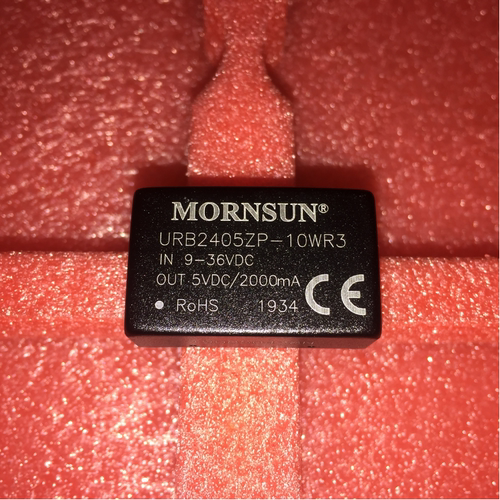 MORNSUN®
URB2405ZP-10WR3
IN 9-36VDC
OUT 5VDC/2000mA
• RoHS 1934 CE